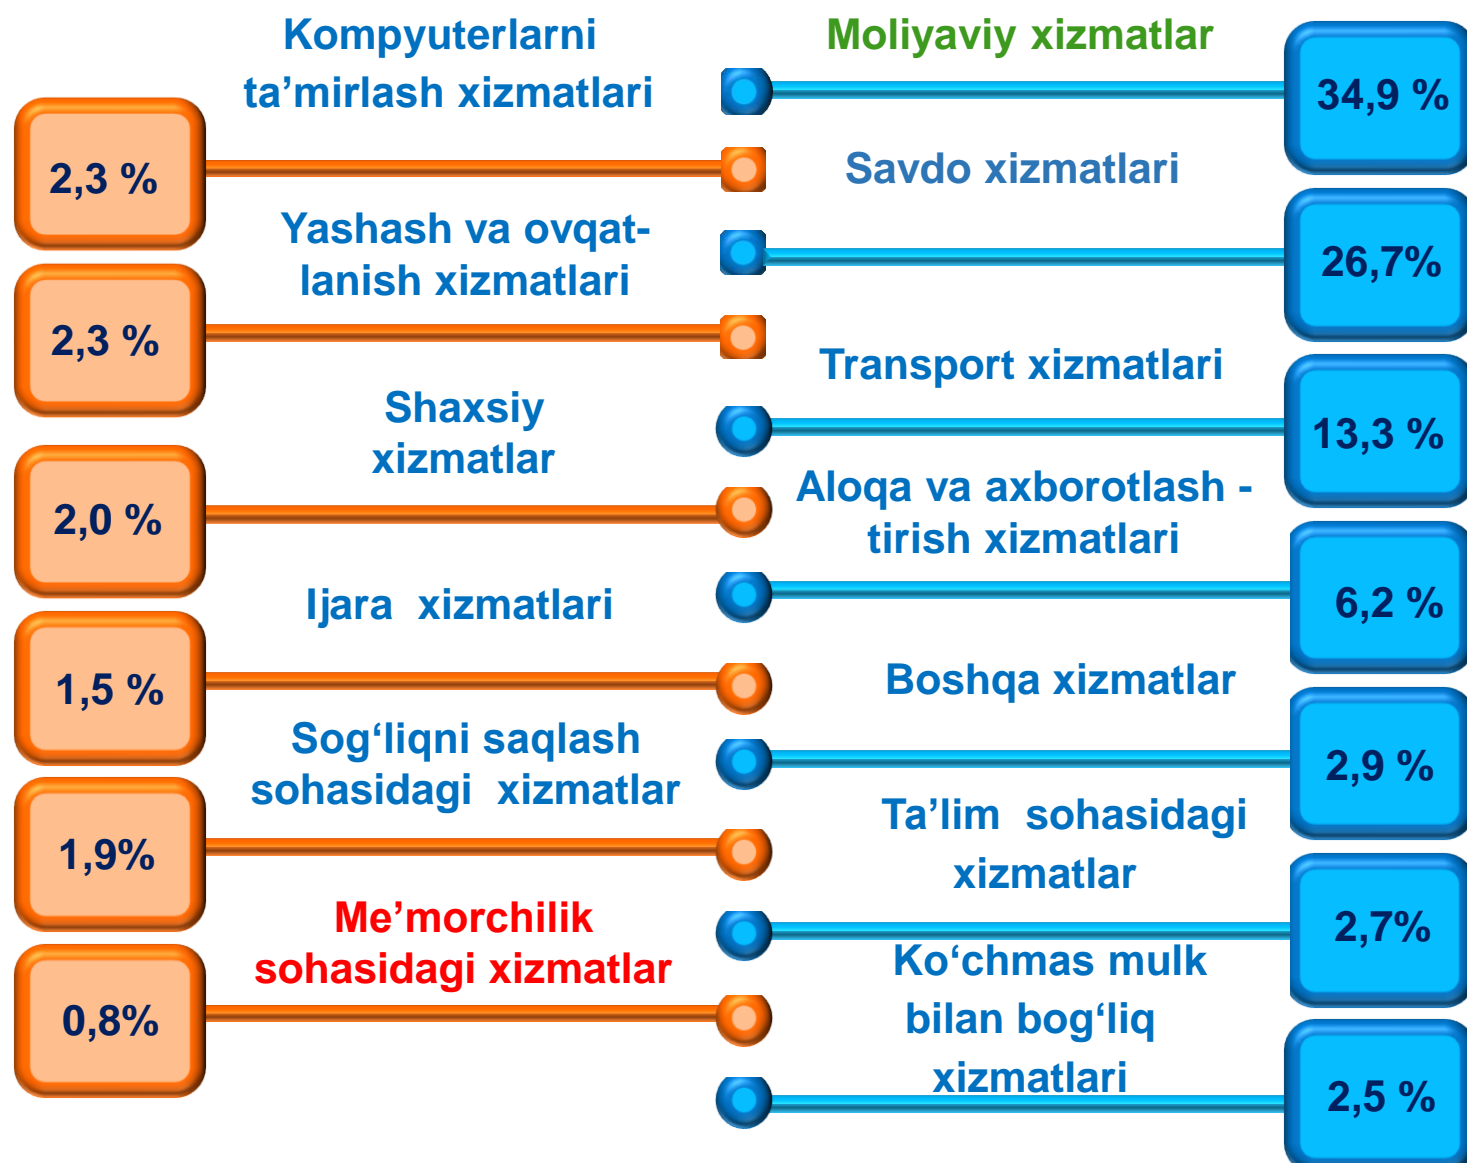 Kompyuterlarni
ta’mirlash xizmatlari
2,3 %
Yashash va ovqat-
lanish xizmatlari
2,3 %
Shaxsiy
xizmatlar
2,0 %
Ijara  xizmatlari
1,5 %
Sog‘liqni saqlash
sohasidagi  xizmatlar
1,9%
Me’morchilik
sohasidagi xizmatlar
0,8%
Moliyaviy xizmatlar
34,9 %
Savdo xizmatlari
26,7%
Transport xizmatlari
13,3 %
Aloqa va axborotlash -
tirish xizmatlari
6,2 %
Boshqa xizmatlar
2,9 %
Ta’lim  sohasidagi
xizmatlar
2,7%
Ko‘chmas mulk
bilan bog‘liq
xizmatlari
2,5 %